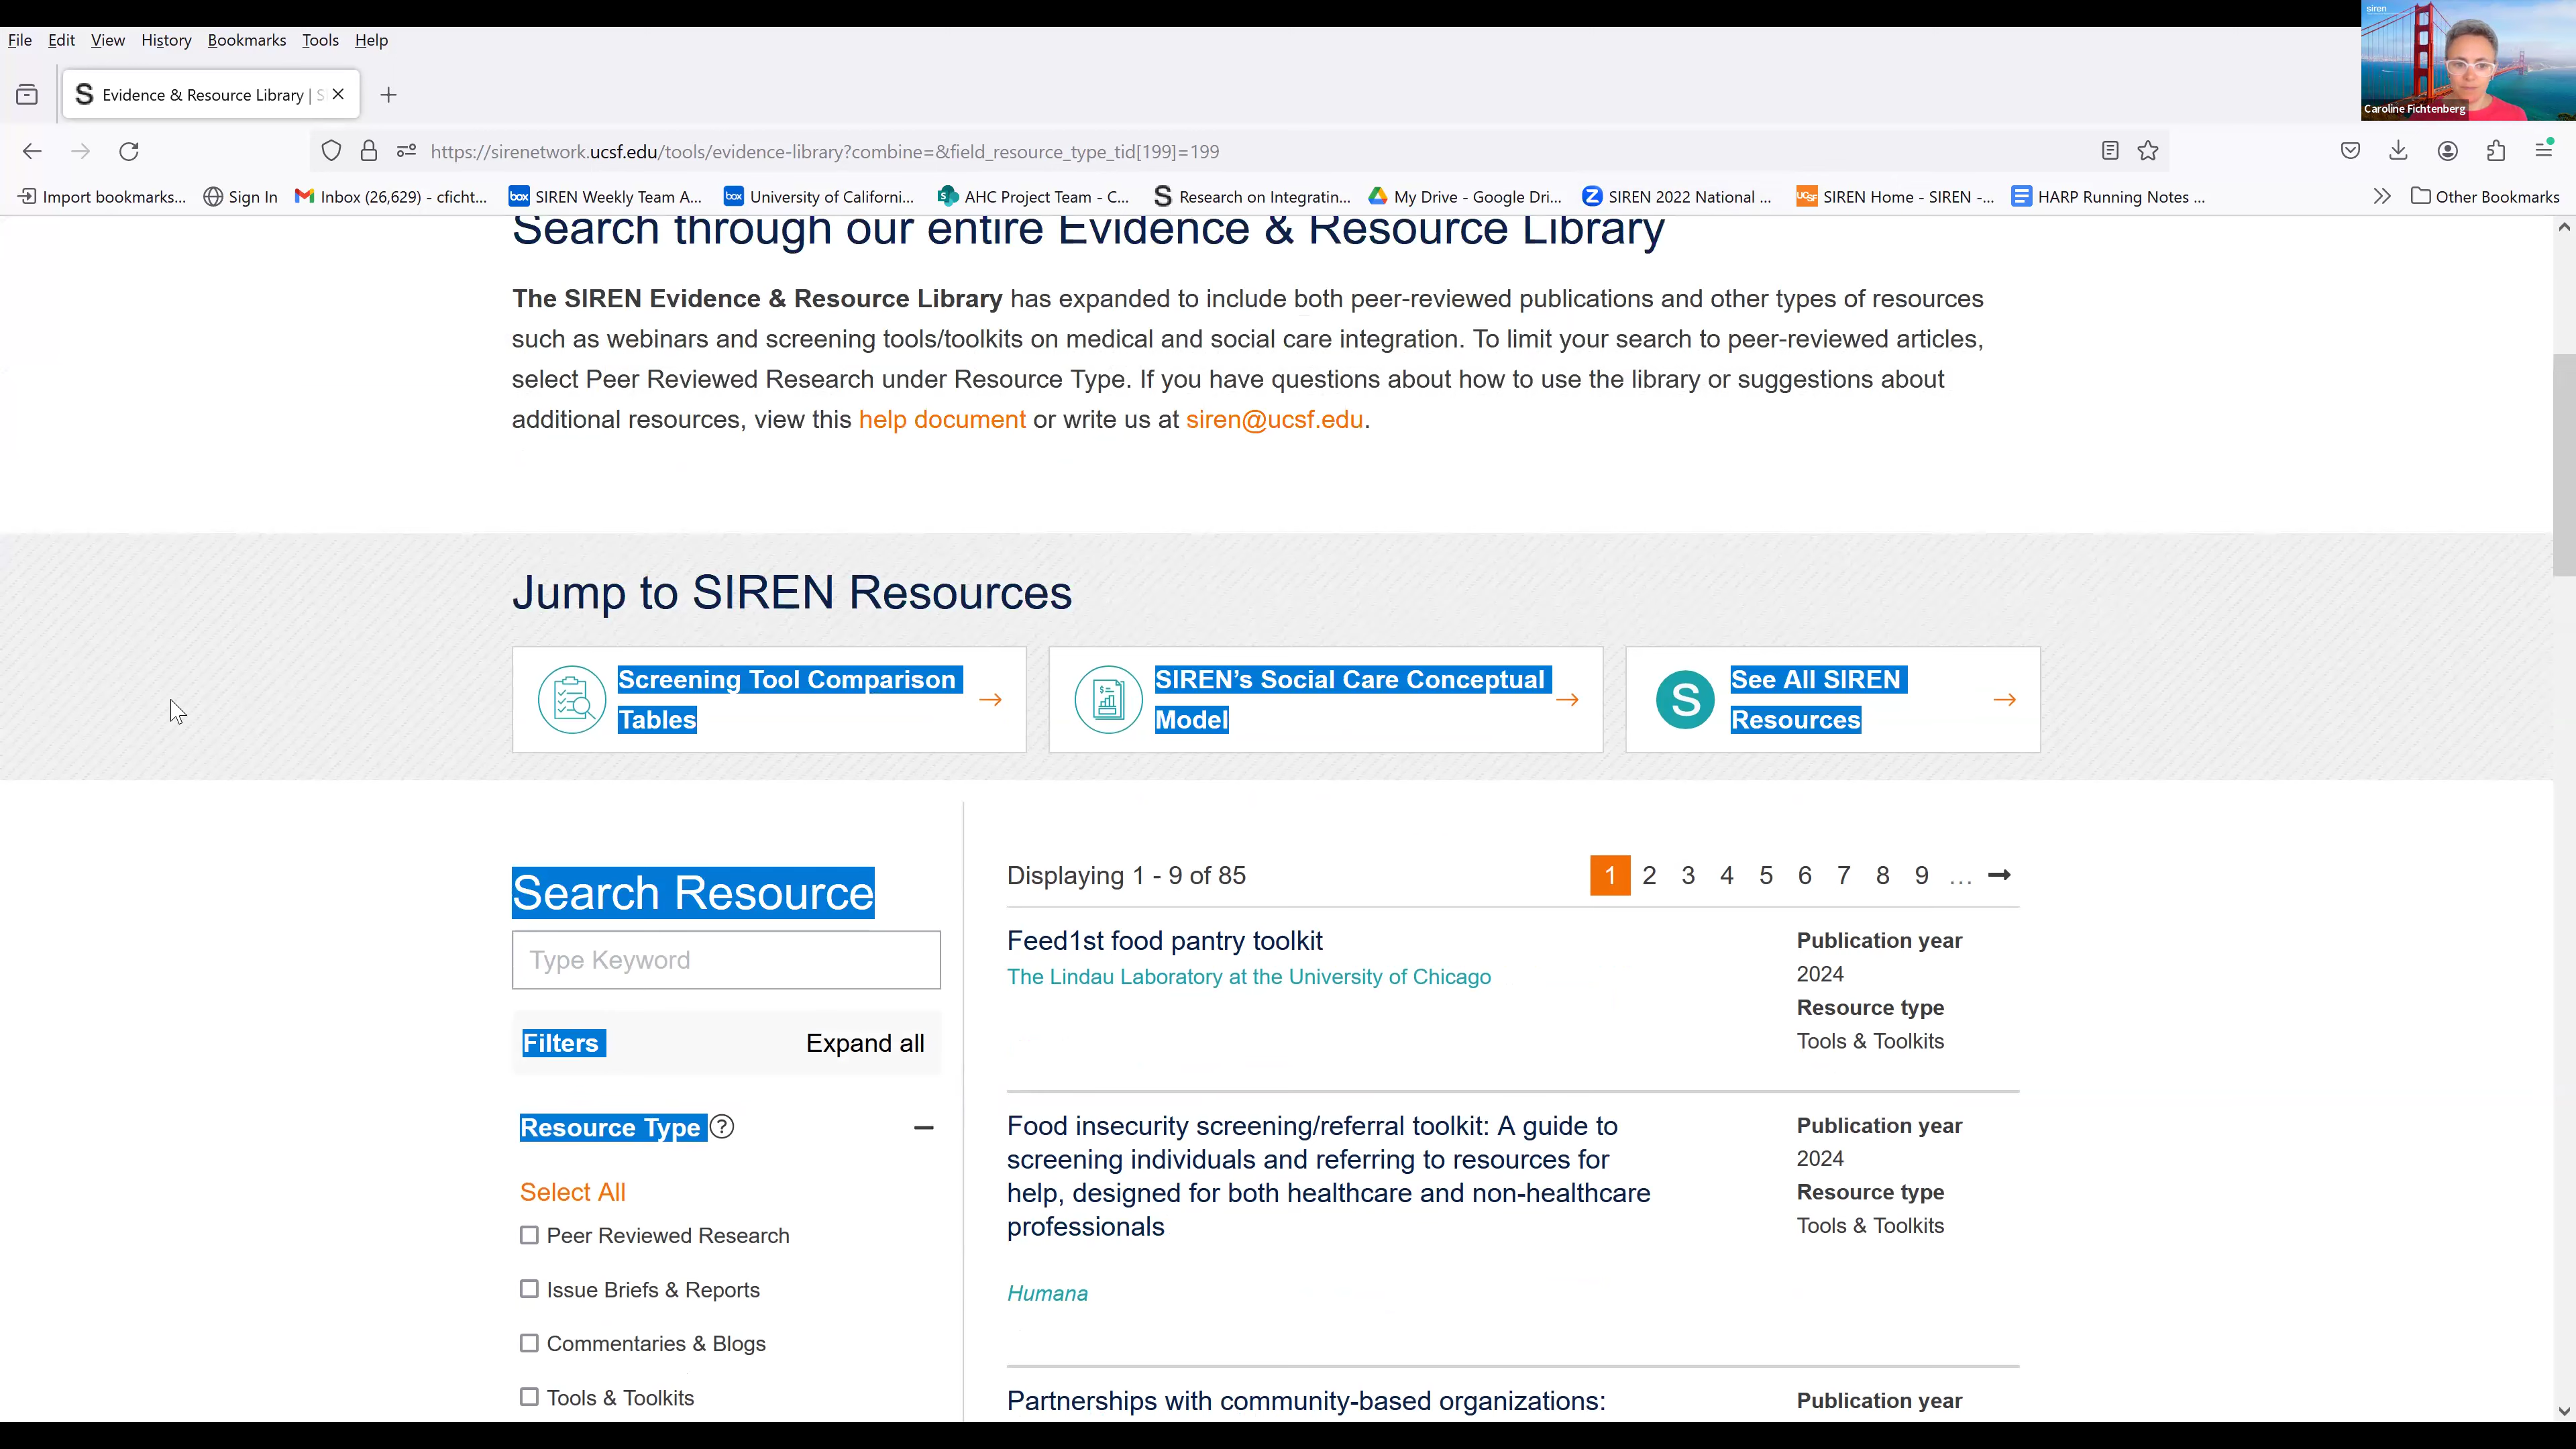 siren
Caroline Fichtenberg
File Edit View History Bookmarks Tools Help
S Evidence & Resource Library | S
https://sirenetwork.ucsf.edu/tools/evidence-library?combine=&field_resource_type_tid[199]=199
Import bookmarks... Sign In Inbox (26,629) - cficht... box SIREN Weekly Team A... box University of Californi... AHC Project Team - C... S Research on Integratin... My Drive - Google Dri... Z SIREN 2022 National ... UCSF SIREN Home - SIREN -... HARP Running Notes ... Other Bookmarks
Search through our entire Evidence & Resource Library
The SIREN Evidence & Resource Library has expanded to include both peer-reviewed publications and other types of resources
such as webinars and screening tools/toolkits on medical and social care integration. To limit your search to peer-reviewed articles,
select Peer Reviewed Research under Resource Type. If you have questions about how to use the library or suggestions about
additional resources, view this help document or write us at siren@ucsf.edu.
Jump to SIREN Resources
Screening Tool Comparison
Tables
SIREN’s Social Care Conceptual
Model
S
See All SIREN
Resources
Search Resource
Type Keyword
Filters Expand all
Resource Type ?
Select All
Peer Reviewed Research
Issue Briefs & Reports
Commentaries & Blogs
Tools & Toolkits
Displaying 1 - 9 of 85
1 2 3 4 5 6 7 8 9 …
Feed1st food pantry toolkit
The Lindau Laboratory at the University of Chicago
Publication year
2024
Resource type
Tools & Toolkits
Food insecurity screening/referral toolkit: A guide to
screening individuals and referring to resources for
help, designed for both healthcare and non-healthcare
professionals
Humana
Publication year
2024
Resource type
Tools & Toolkits
Partnerships with community-based organizations:
Publication year